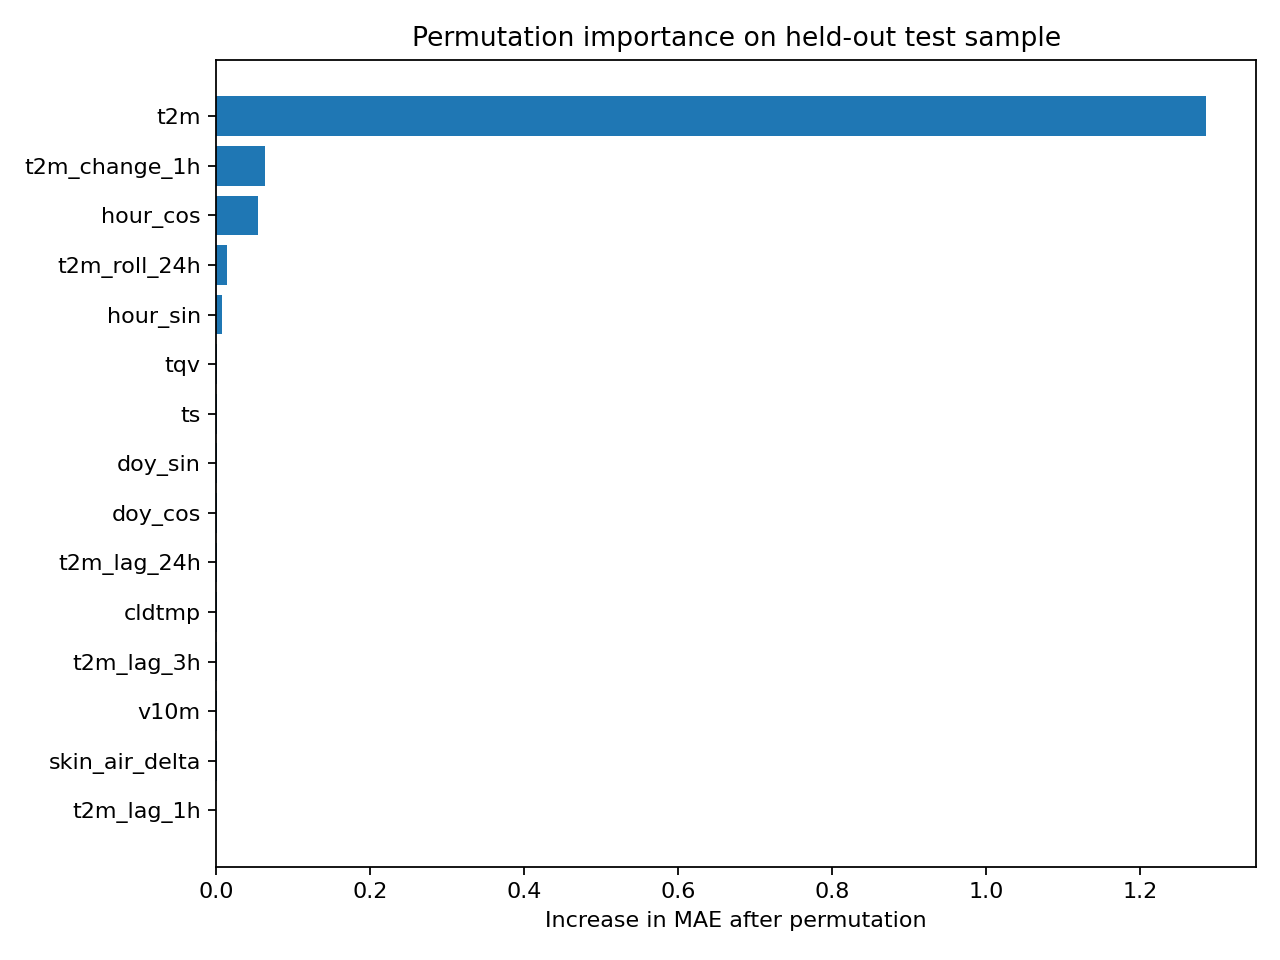 Permutation importance on held-out test sample
t2m
t2m_change_1h
hour_cos
t2m_roll_24h
hour_sin
tqv
ts
doy_sin
doy_cos
t2m_lag_24h
cldtmp
t2m_lag_3h
v10m
skin_air_delta
t2m_lag_1h
0.0 0.2 0.4 0.6 0.8 1.0 1.2
Increase in MAE after permutation